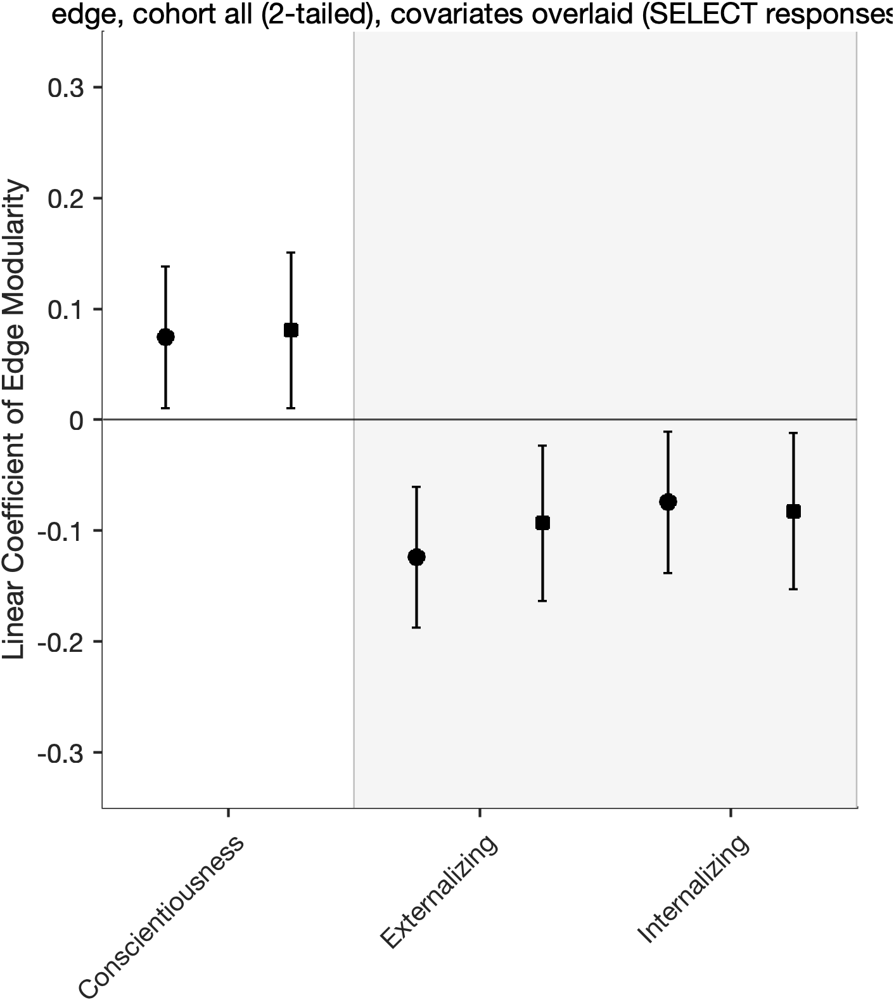 edge, cohort all (2-tailed), covariates overlaid (SELECT responses
0.3
0.2
0.1
0
-0.1
-0.2
-0.3
Linear Coefficient of Edge Modularity
Conscientiousness
Externalizing
Internalizing